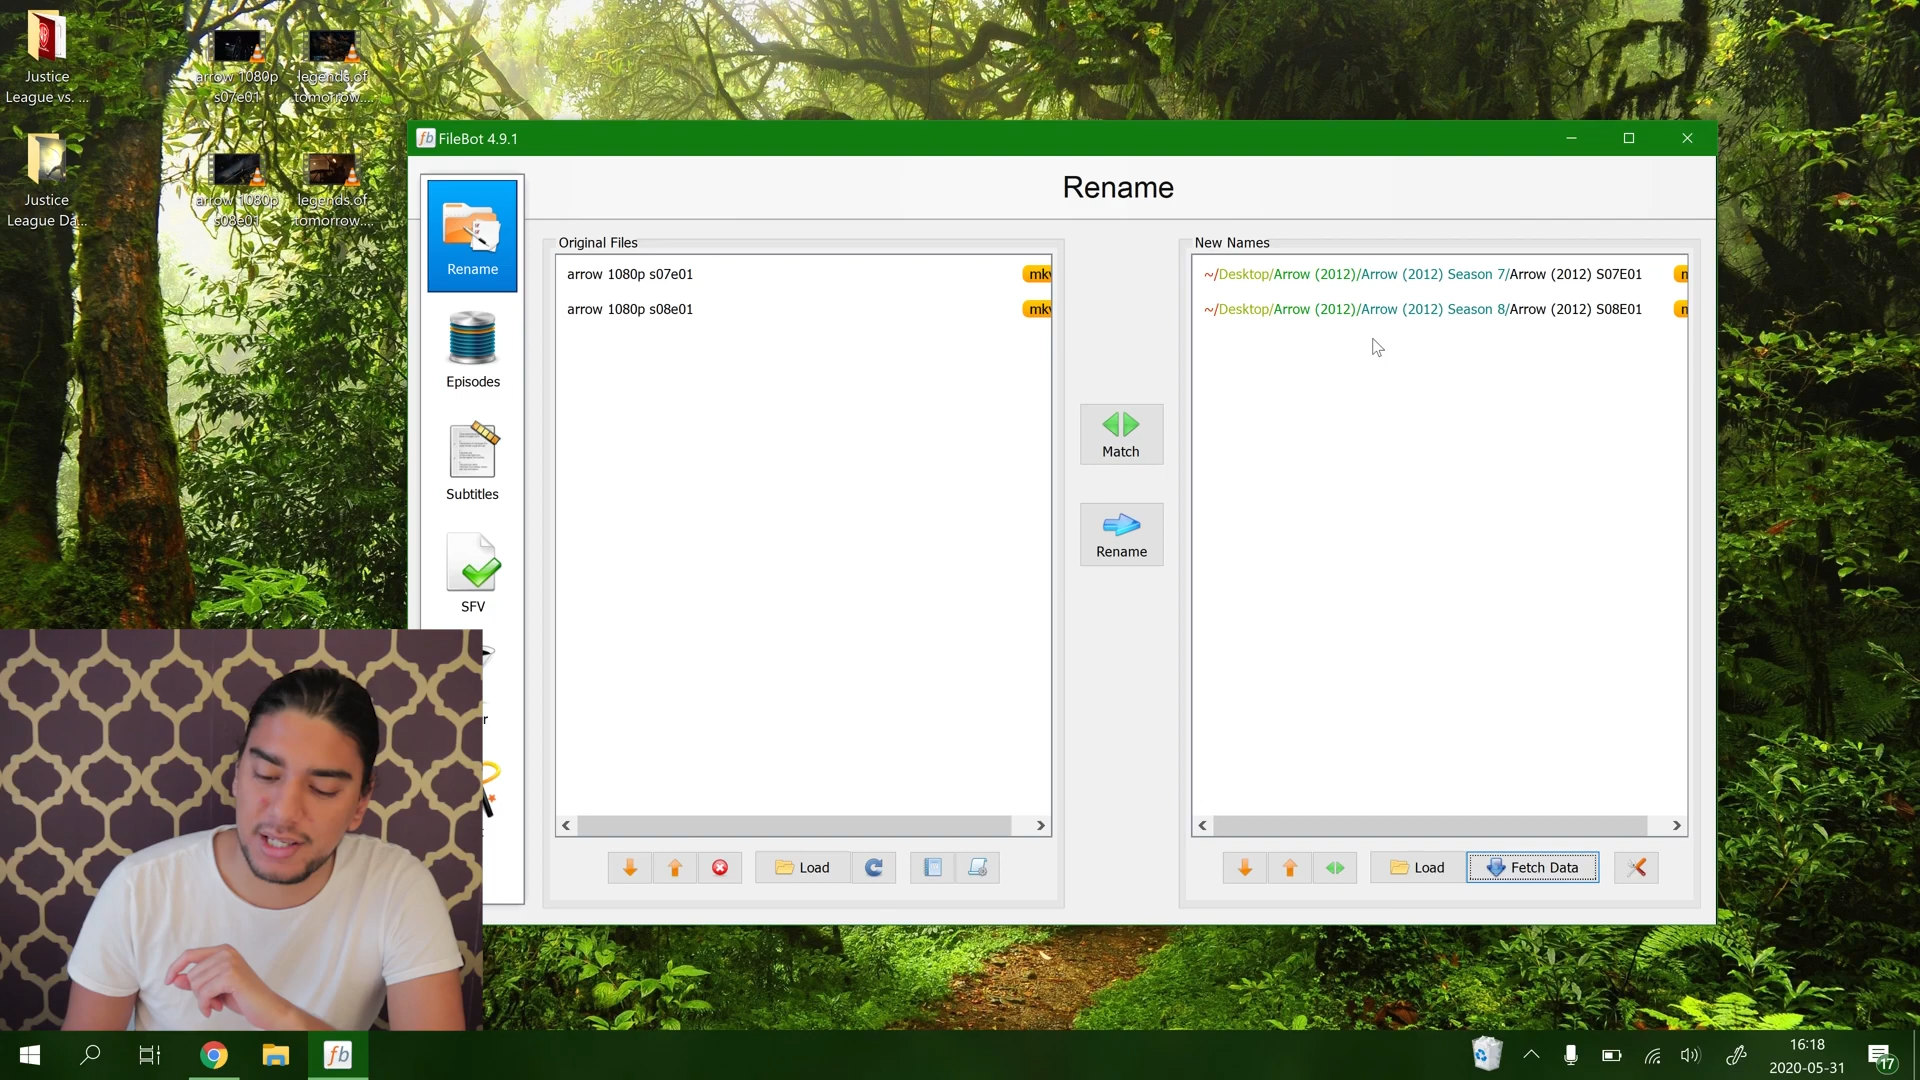 Justice
League vs. ...
arrow 1080p
s07e01
legends.of
.tomorrow....
Justice
League Da...
arrow 1080p
s08e01
legends.of
.tomorrow....
fb FileBot 4.9.1
Rename
Rename
Episodes
Subtitles
SFV
Original Files
arrow 1080p s07e01
mkv
arrow 1080p s08e01
mkv
Match
Rename
New Names
~/Desktop/Arrow (2012)/Arrow (2012) Season 7/Arrow (2012) S07E01
~/Desktop/Arrow (2012)/Arrow (2012) Season 8/Arrow (2012) S08E01
Load
Load
Fetch Data
fb
16:18
2020-05-31
17